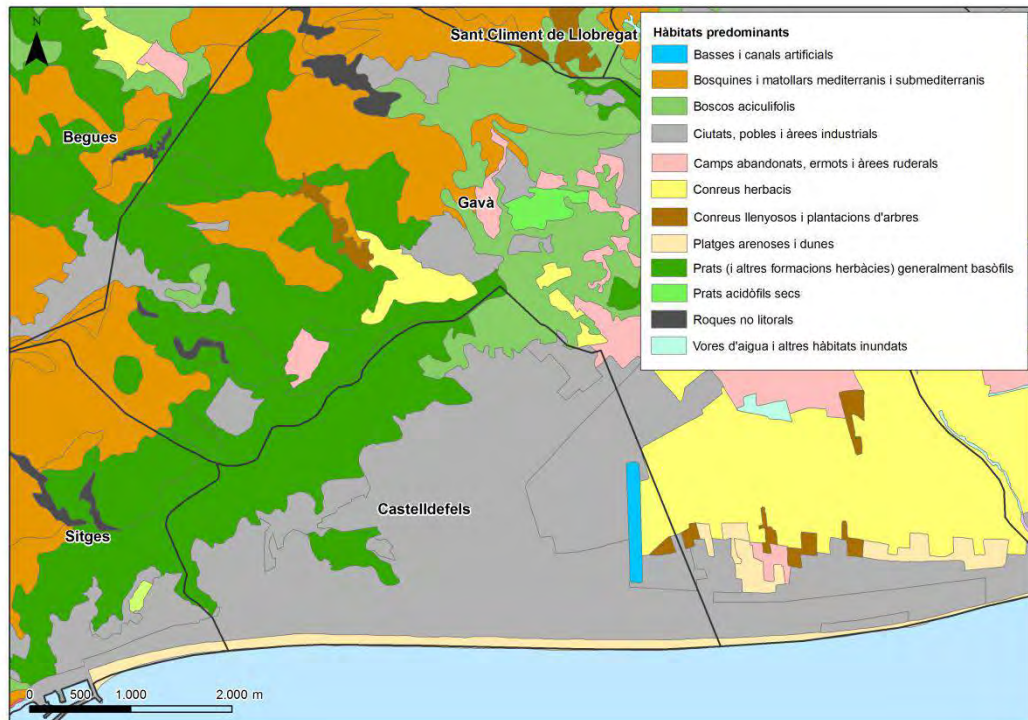 N
Sant Climent de Llobregat
Begues
Gavà
Castelldefels
Sitges
Hàbitats predominants
Basses i canals artificials
Bosquines i matollars mediterranis i submediterranis
Boscos aciculifolis
Ciutats, pobles i àrees industrials
Camps abandonats, ermots i àrees ruderals
Conreus herbacis
Conreus llenyosos i plantacions d'arbres
Platges arenoses i dunes
Prats (i altres formacions herbàcies) generalment basòfils
Prats acidòfils secs
Roques no litorals
Vores d'aigua i altres hàbitats inundats
0 500 1.000 2.000 m